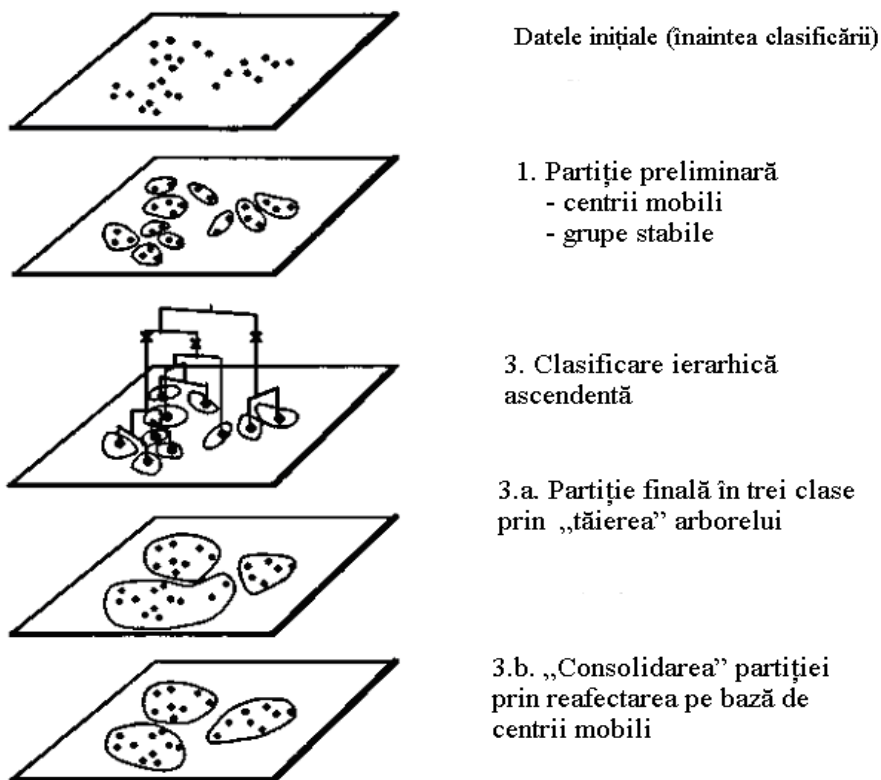 Datele inițiale (înaintea clasificării)
1. Partiție preliminară
- centrii mobili
- grupe stabile
3. Clasificare ierarhică
ascendentă
3.a. Partiție finală în trei clase
prin „tăierea” arborelui
3.b. „Consolidarea” partiției
prin reafectarea pe bază de
centrii mobili